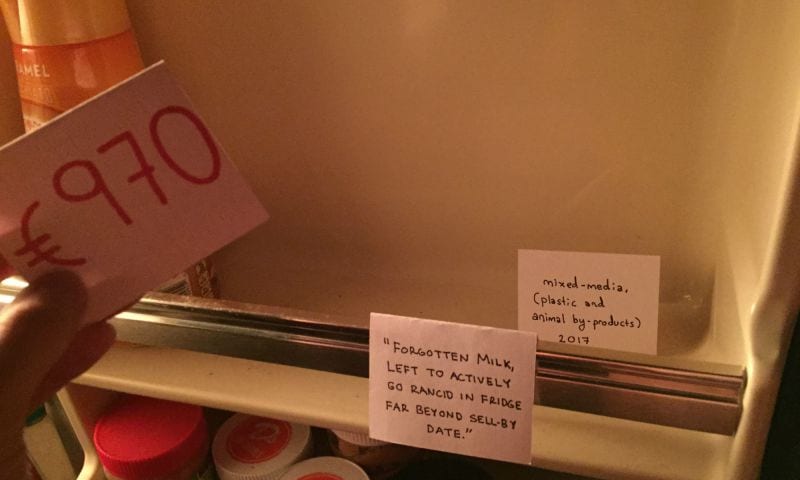 AMEL
€970
mixed-media,
(plastic and
animal by-products)
2017
"FORGOTTEN MILK,
LEFT TO ACTIVELY
GO RANCID IN FRIDGE
FAR BEYOND SELL-BY
DATE."